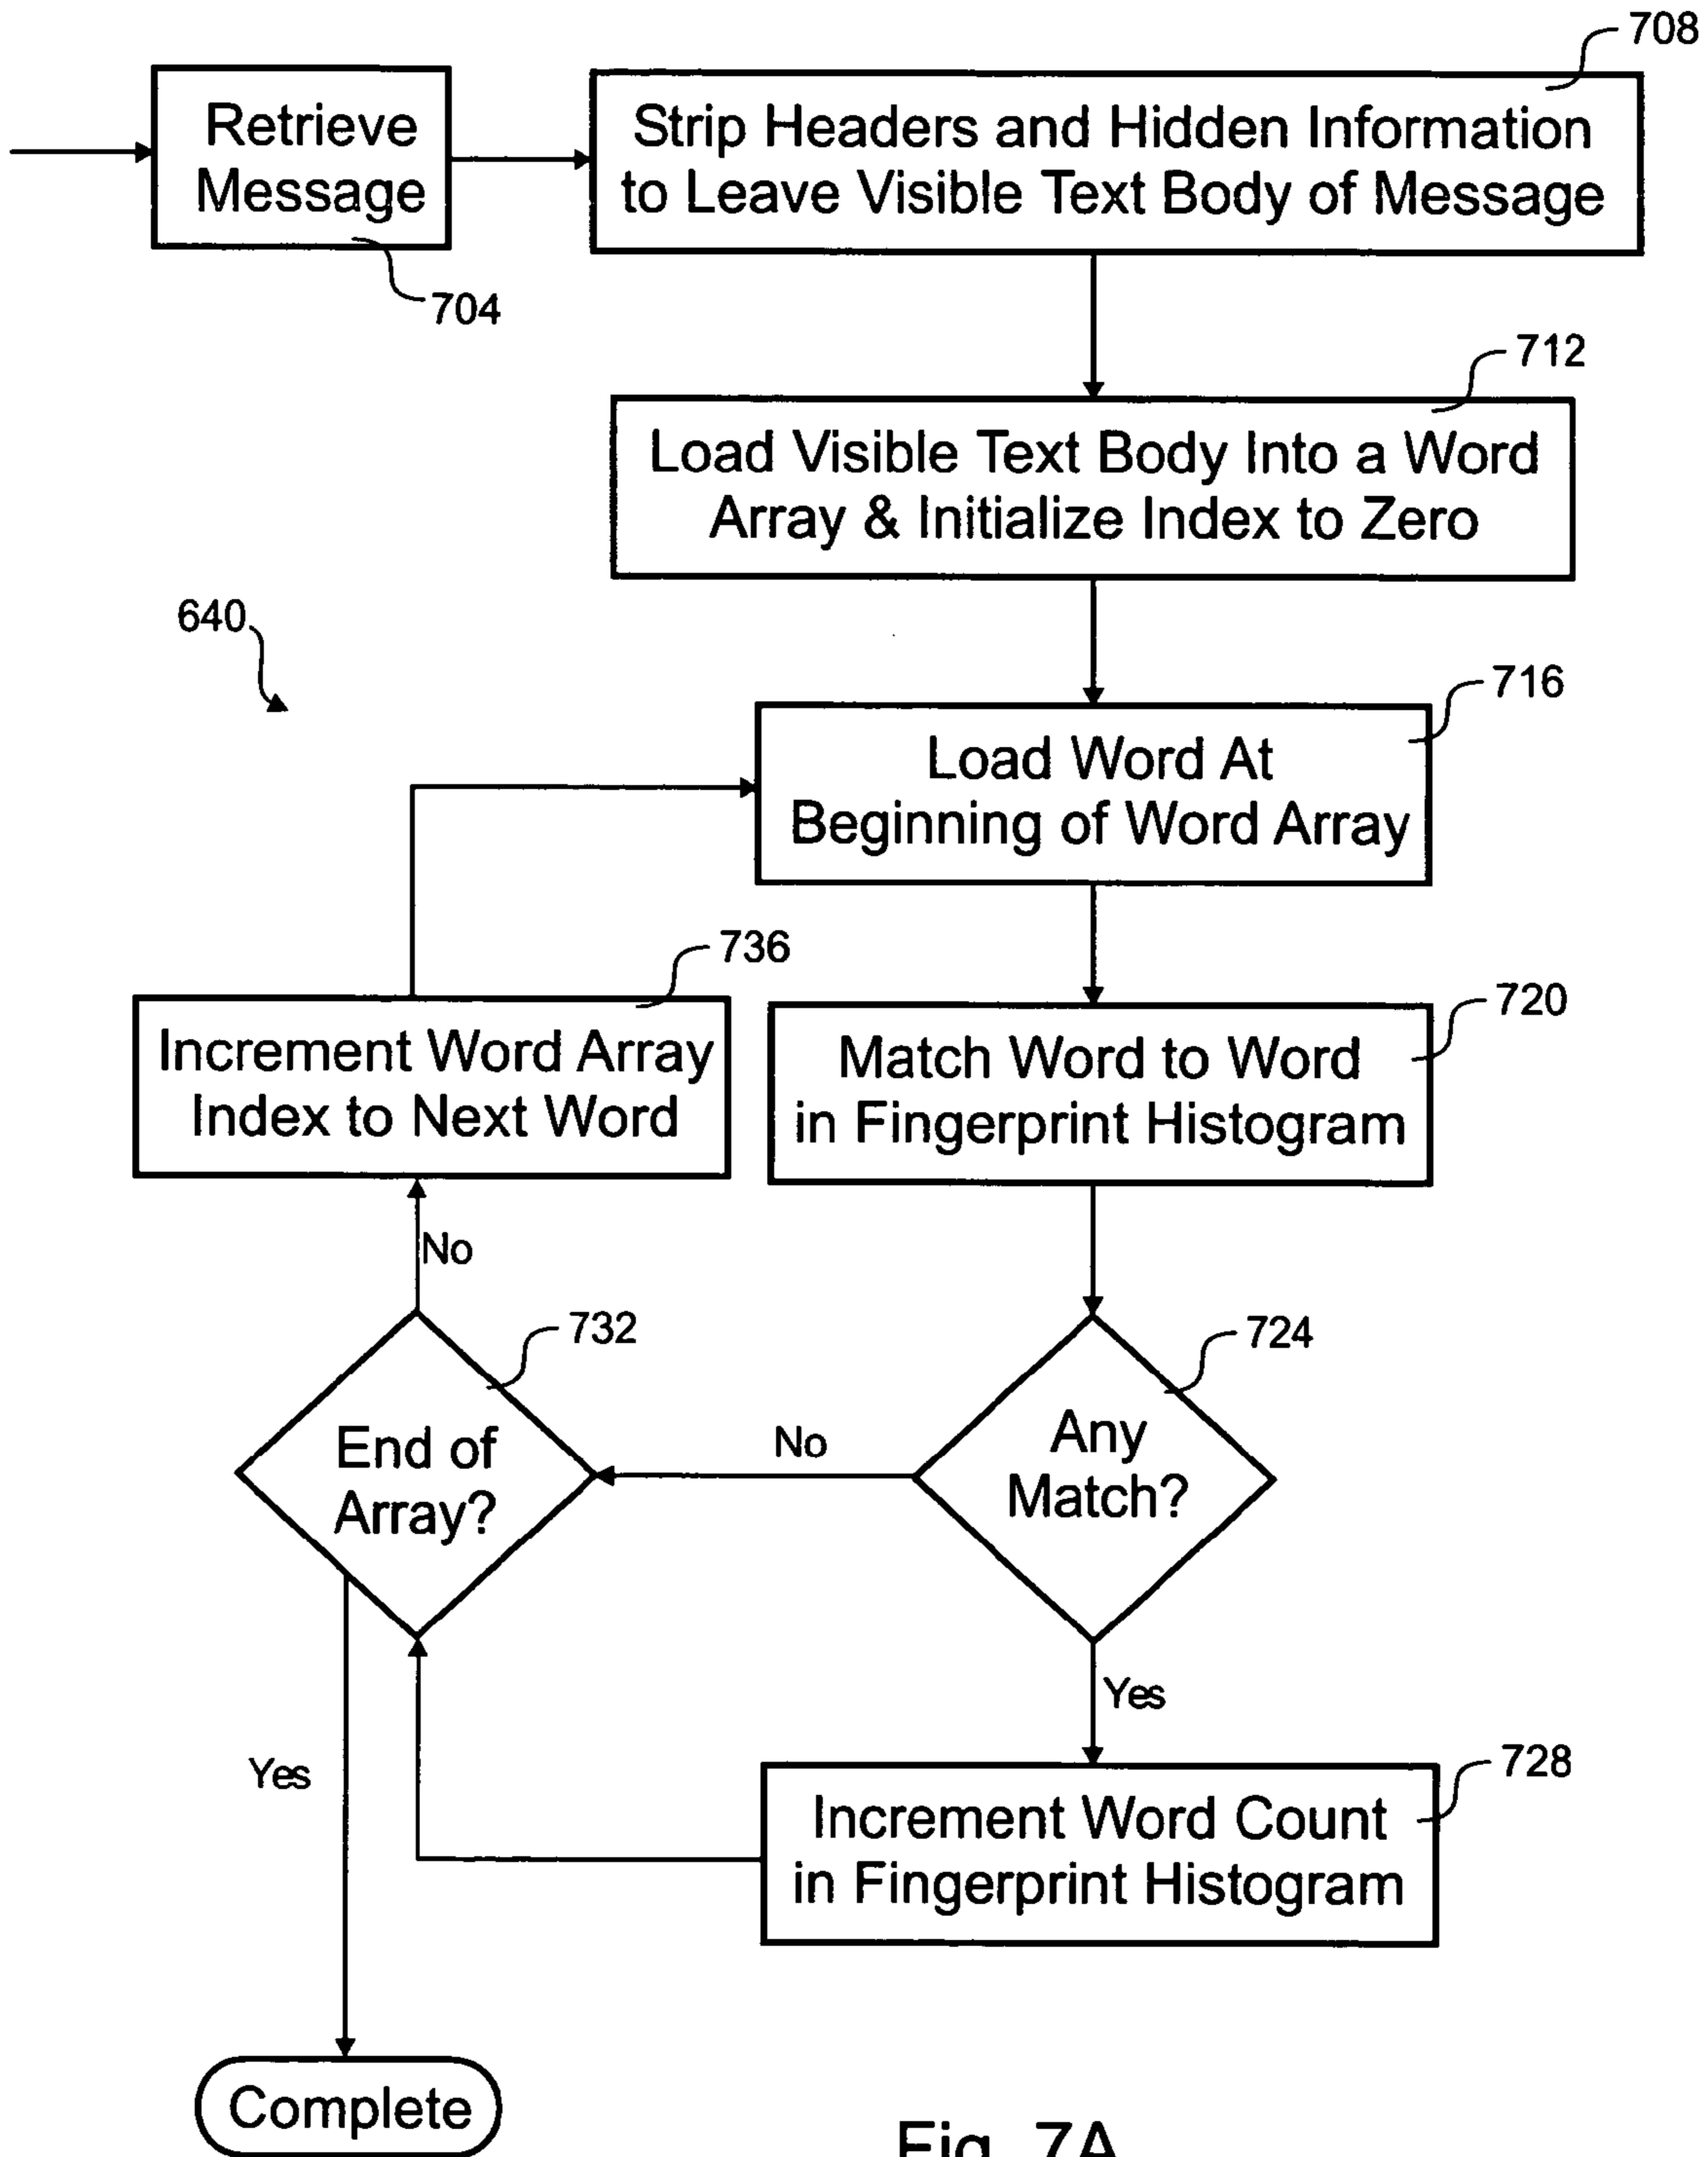 708
Retrieve
Message
704
Strip Headers and Hidden Information
to Leave Visible Text Body of Message
712
Load Visible Text Body Into a Word
Array & Initialize Index to Zero
640
716
Load Word At
Beginning of Word Array
736
Increment Word Array
Index to Next Word
720
Match Word to Word
in Fingerprint Histogram
No
732
End of
Array?
No
724
Any
Match?
Yes
Yes
728
Increment Word Count
in Fingerprint Histogram
Complete
Fig. 7A